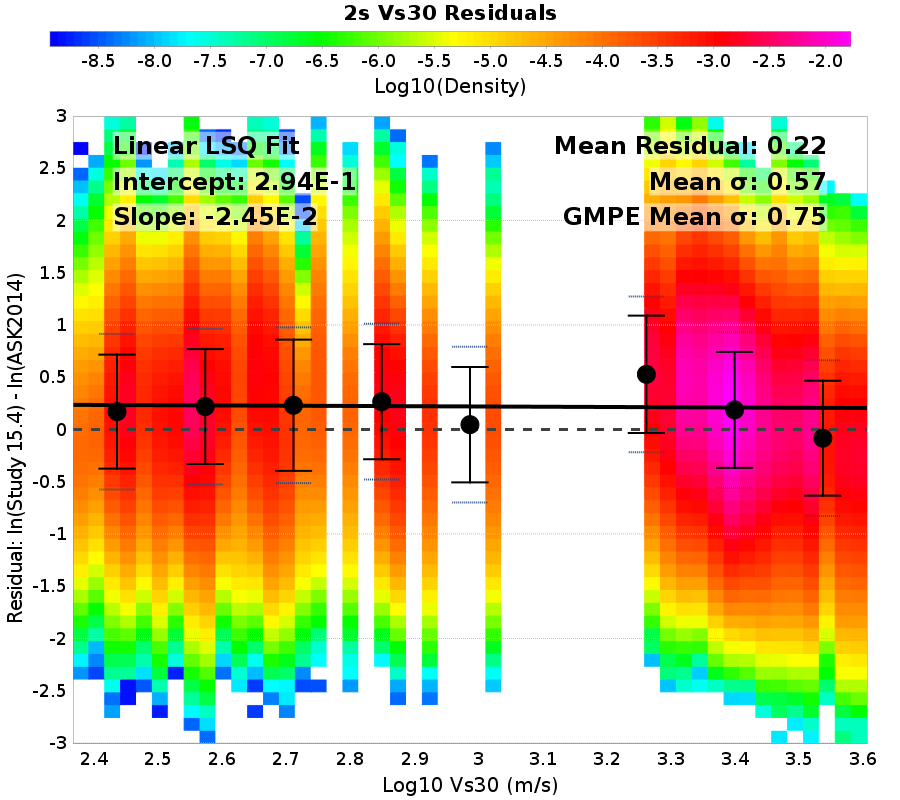 2s Vs30 Residuals
-8.5 -8.0 -7.5 -7.0 -6.5 -6.0 -5.5 -5.0 -4.5 -4.0 -3.5 -3.0 -2.5 -2.0
Log10(Density)
Linear LSQ Fit
Intercept: 2.94E-1
Slope: -2.45E-2
Mean Residual: 0.22
Mean σ: 0.57
GMPE Mean σ: 0.75
Residual: ln(Study 15.4) - ln(ASK2014)
3
2.5
2
1.5
1
0.5
0
-0.5
-1
-1.5
-2
-2.5
-3
2.4 2.5 2.6 2.7 2.8 2.9 3 3.1 3.2 3.3 3.4 3.5 3.6
Log10 Vs30 (m/s)